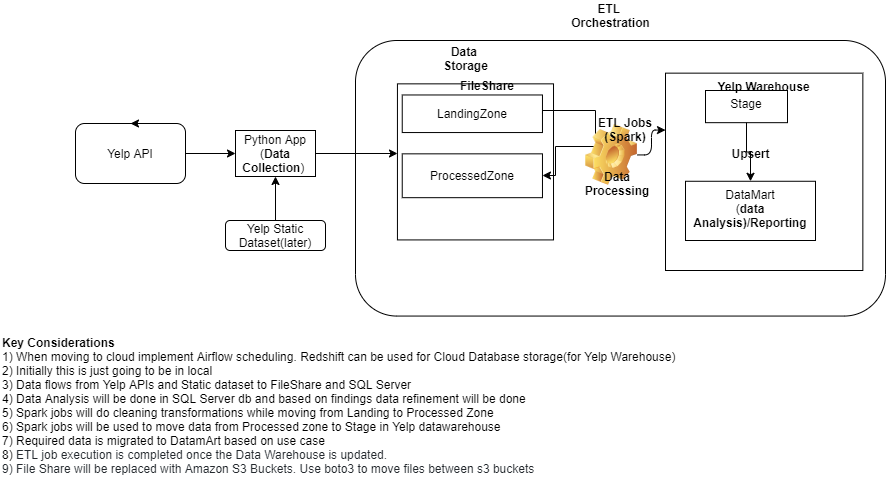 ETL
Orchestration
Data
Storage
FileShare
LandingZone
ProcessedZone
ETL Jobs
(Spark)
Data
Processing
Yelp Warehouse
Stage
Upsert
DataMart
(data
Analysis)/Reporting
Yelp API
Python App
(Data
Collection)
Yelp Static
Dataset(later)
Key Considerations
1) When moving to cloud implement Airflow scheduling. Redshift can be used for Cloud Database storage(for Yelp Warehouse)
2) Initially this is just going to be in local
3) Data flows from Yelp APIs and Static dataset to FileShare and SQL Server
4) Data Analysis will be done in SQL Server db and based on findings data refinement will be done
5) Spark jobs will do cleaning transformations while moving from Landing to Processed Zone
6) Spark jobs will be used to move data from Processed zone to Stage in Yelp datawarehouse
7) Required data is migrated to DatamArt based on use case
8) ETL job execution is completed once the Data Warehouse is updated.
9) File Share will be replaced with Amazon S3 Buckets. Use boto3 to move files between s3 buckets